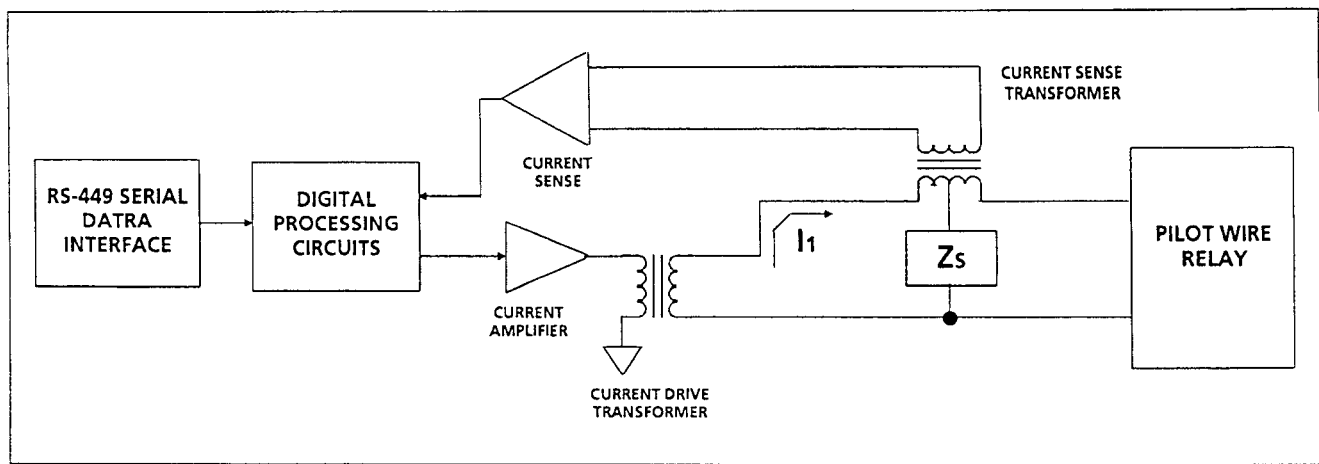 CURRENT SENSE
TRANSFORMER
CURRENT
SENSE
RS-449 SERIAL
DATRA
INTERFACE
DIGITAL
PROCESSING
CIRCUITS
I1
ZS
PILOT WIRE
RELAY
CURRENT
AMPLIFIER
CURRENT DRIVE
TRANSFORMER